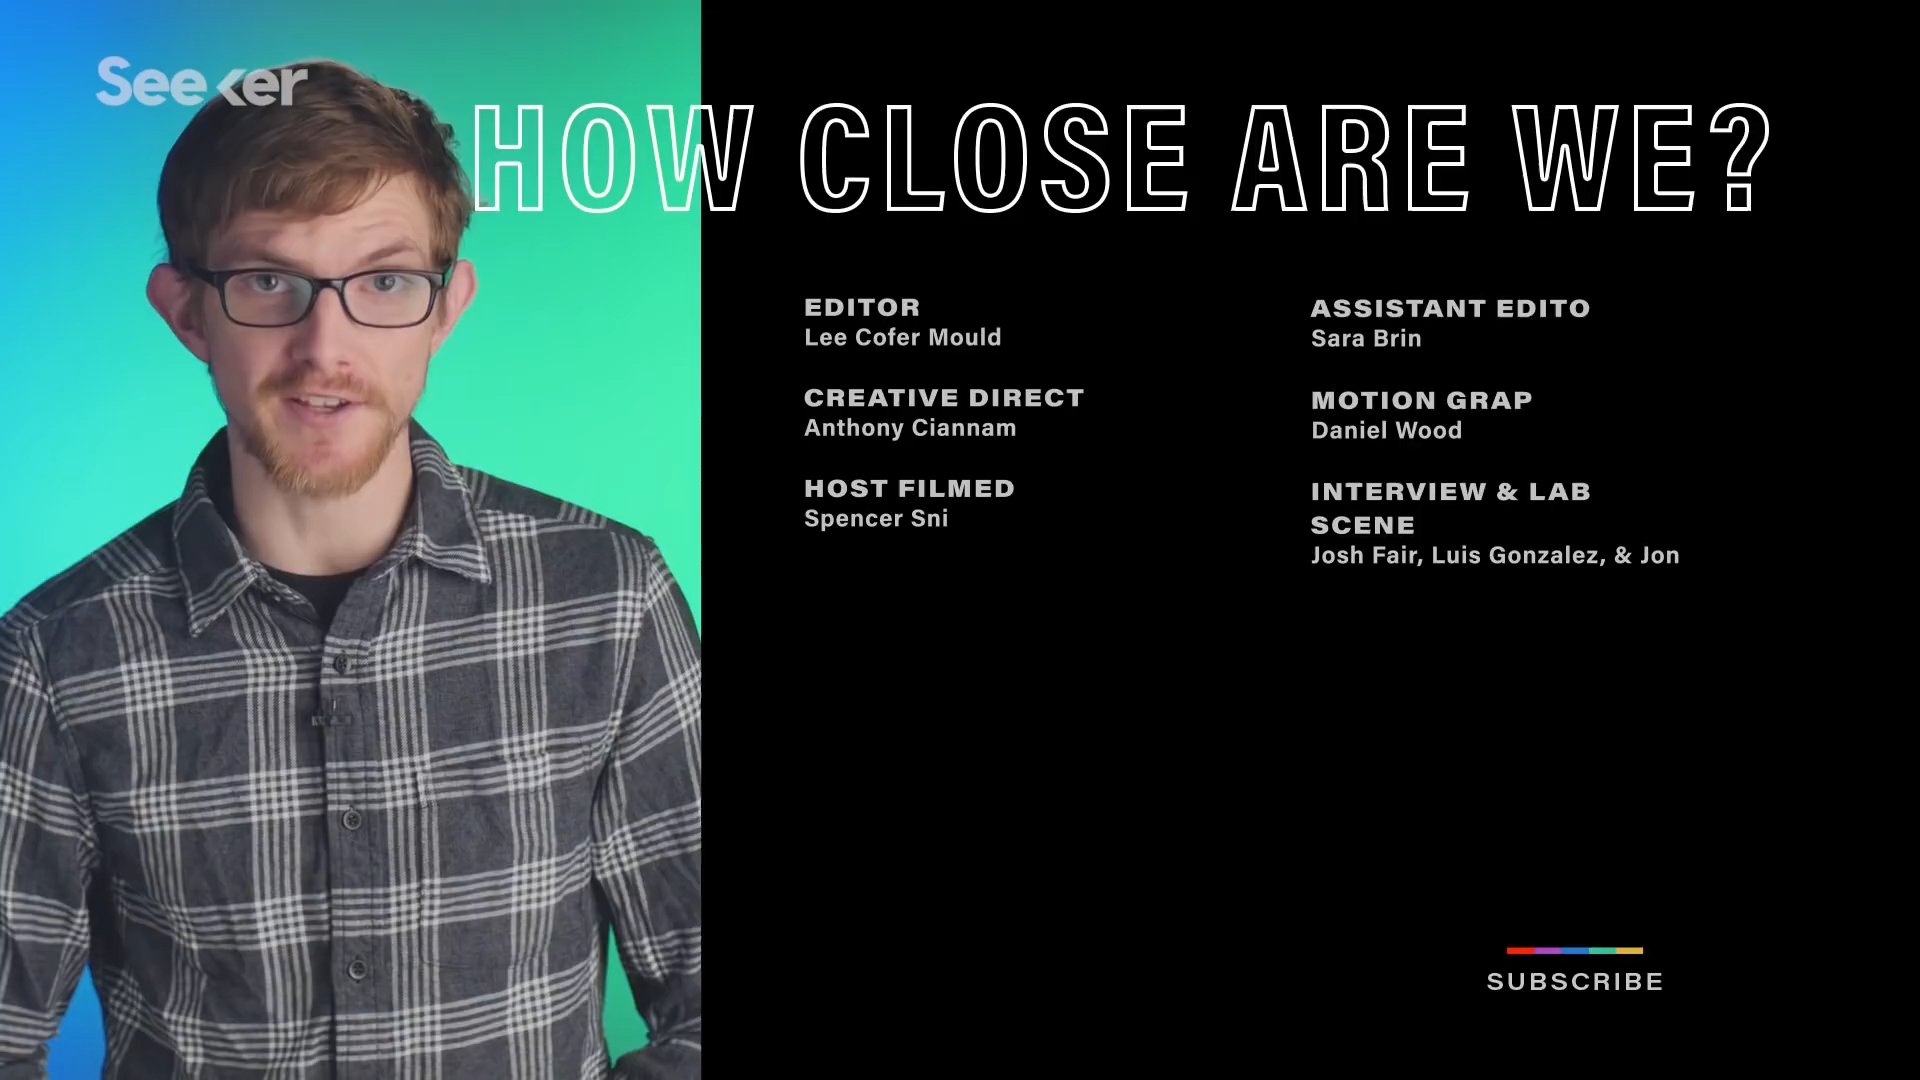 Seeker
HOW CLOSE ARE WE?
EDITOR
Lee Cofer Mould
CREATIVE DIRECT
Anthony Ciannam
HOST FILMED
Spencer Sni
ASSISTANT EDITO
Sara Brin
MOTION GRAP
Daniel Wood
INTERVIEW & LAB
SCENE
Josh Fair, Luis Gonzalez, & Jon
SUBSCRIBE